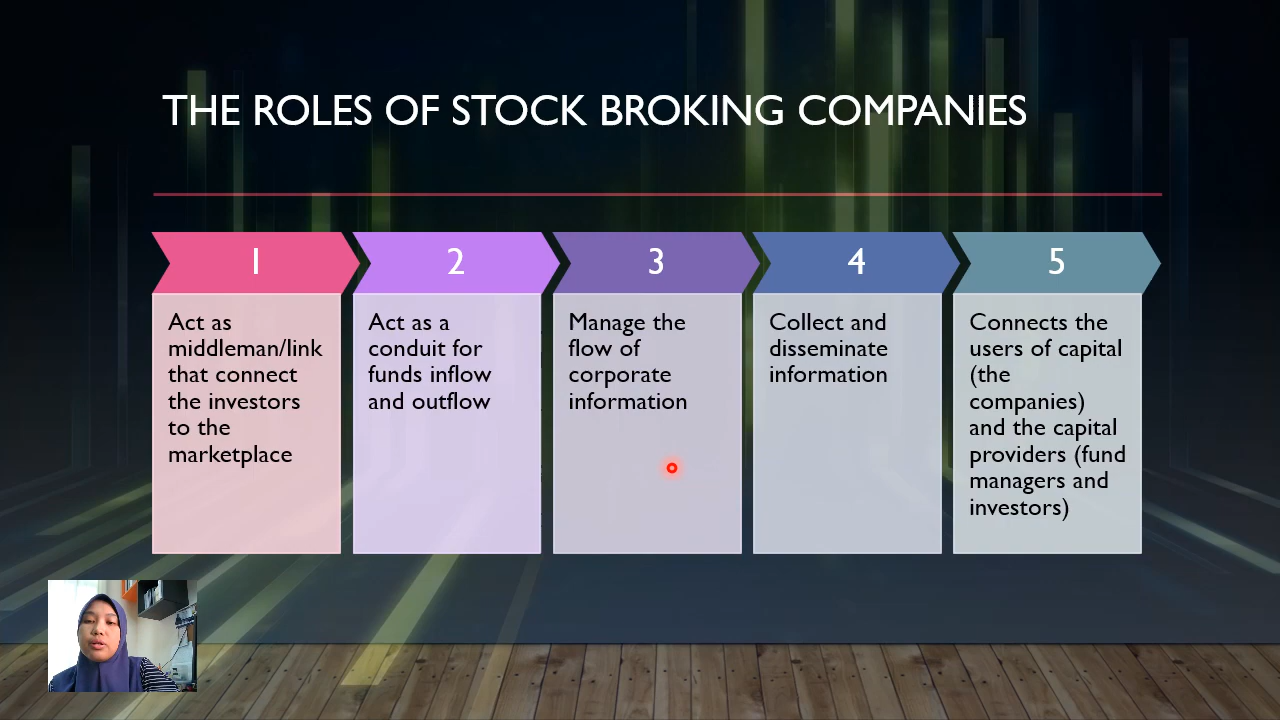 THE ROLES OF STOCK BROKING COMPANIES
1
Act as
middleman/link
that connect
the investors
to the
marketplace
2
Act as a
conduit for
funds inflow
and outflow
3
Manage the
flow of
corporate
information
4
Collect and
disseminate
information
5
Connects the
users of capital
(the
companies)
and the capital
providers (fund
managers and
investors)